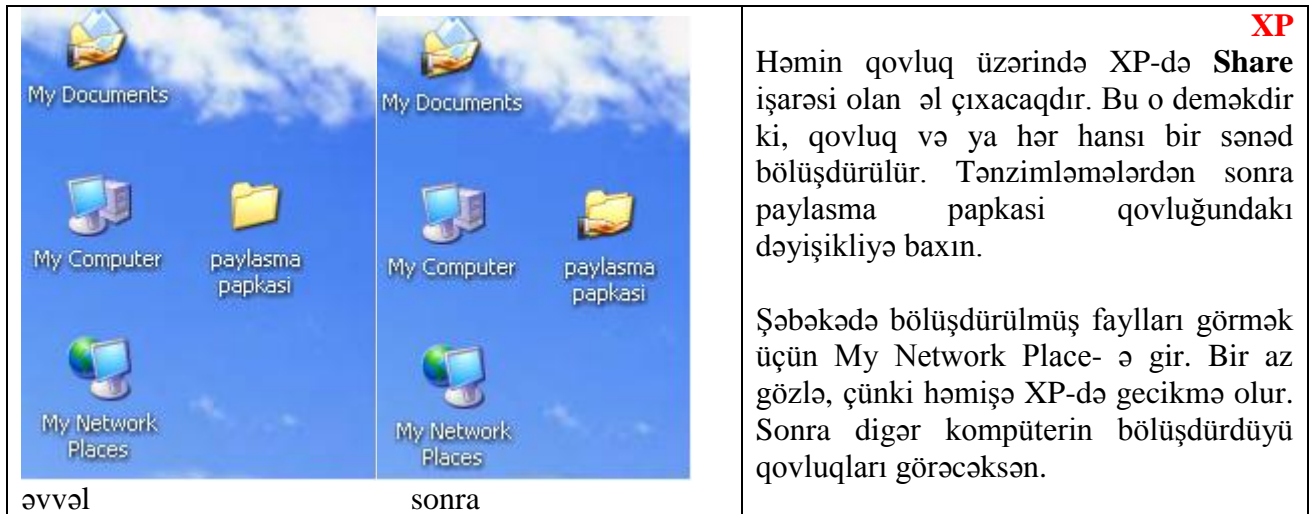 My Documents
My Computer
paylasma
papkasi
My Network
Places
əvvəl
My Documents
My Computer
paylasma
papkasi
My Network
Places
sonra
XP
Həmin qovluq üzərində XP-də Share
işarəsi olan əl çıxacaqdır. Bu o deməkdir
ki, qovluq və ya hər hansı bir sənəd
bölüşdürülür. Tənzimləmələrdən sonra
paylasma papkasi qovluğundakı
dəyişikliyə baxın.
Şəbəkədə bölüşdürülmüş faylları görmək
üçün My Network Place- ə gir. Bir az
gözlə, çünki həmişə XP-də gecikmə olur.
Sonra digər kompüterin bölüşdürdüyü
qovluqları görəcəksən.